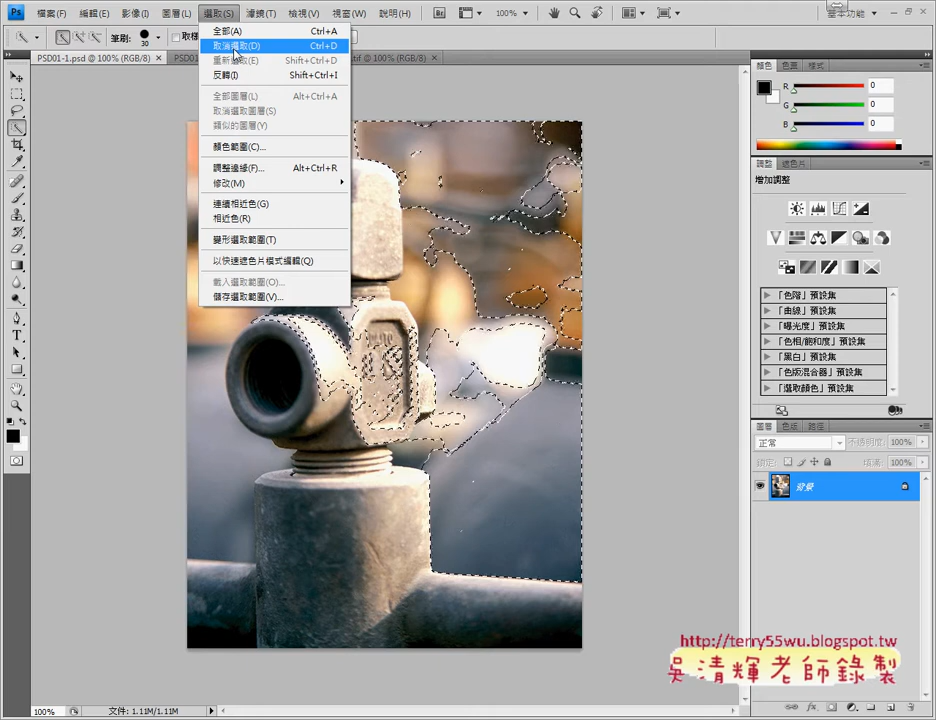 Ps 檔案(F) 編輯(E) 影像(I) 圖層(L) 選取(S) 濾鏡(T) 檢視(V) 視窗(W) 說明(H) Br 100% 基本功能
筆刷: 30
PSD01-1.psd @ 100% (RGB/8) × .tif @ 100% (RGB/8) ×
全部(A) Ctrl+A
取消選取(D) Ctrl+D
重新選取(E) Shift+Ctrl+D
反轉(I) Shift+Ctrl+I
全部圖層(L) Alt+Ctrl+A
取消選取圖層(S)
類似的圖層(Y)
顏色範圍(C)...
調整邊緣(F)... Alt+Ctrl+R
修改(M)
連續相近色(G)
相近色(R)
變形選取範圍(T)
以快速遮色片模式編輯(Q)
載入選取範圍(O)...
儲存選取範圍(V)...
顏色 色票 樣式
R 0
G 0
B 0
調整 遮色片
增加調整
「色階」預設集
「曲線」預設集
「曝光度」預設集
「色相/飽和度」預設集
「黑白」預設集
「色版混合器」預設集
「選取顏色」預設集
圖層 色版 路徑
正常 不透明度: 100%
鎖定: 填滿: 100%
背景
http://terry55wu.blogspot.tw
吳清輝老師錄製
100% 文件: 1.11M/1.11M